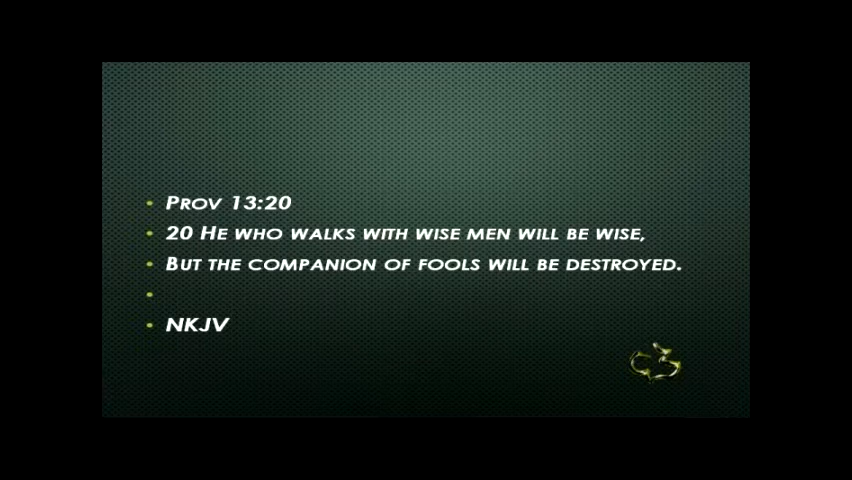 Prov 13:20
20 He who walks with wise men will be wise,
But the companion of fools will be destroyed.
NKJV